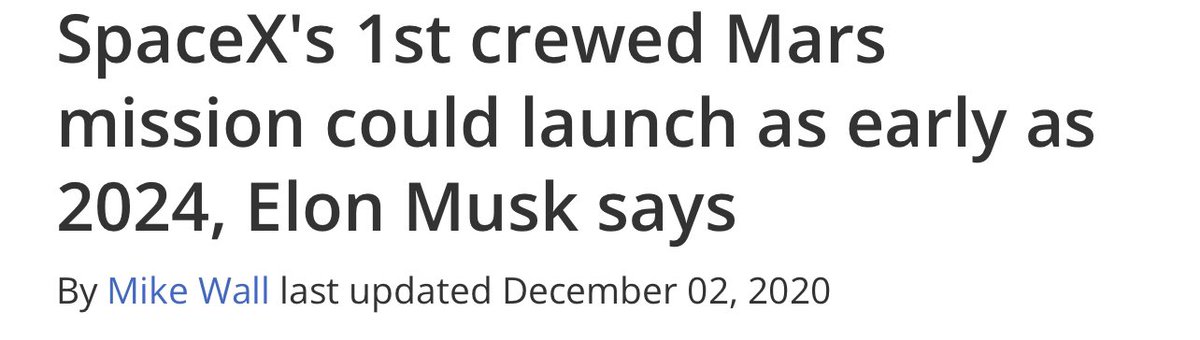 SpaceX's 1st crewed Mars
mission could launch as early as
2024, Elon Musk says
By Mike Wall last updated December 02, 2020